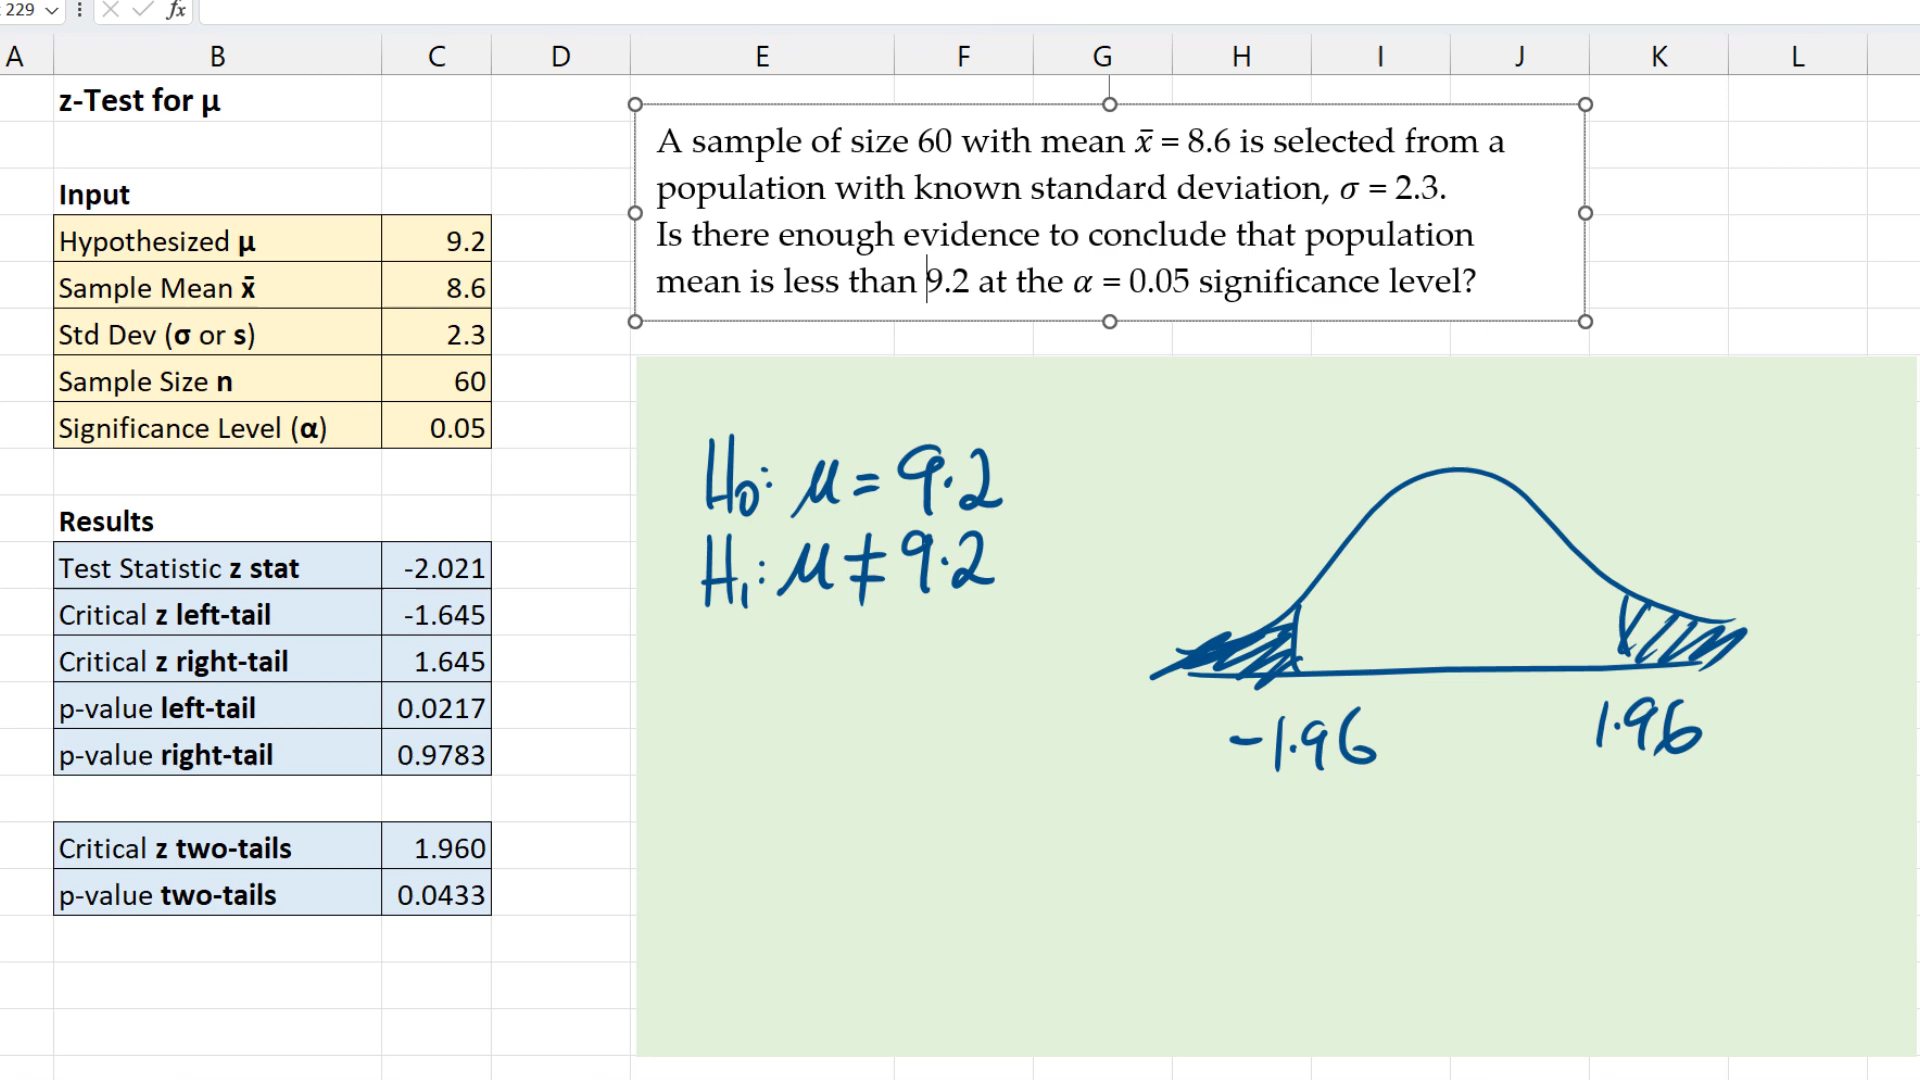 229
fx
A B C D E F G H I J K L
z-Test for μ
Input
Hypothesized μ 9.2
Sample Mean x̄ 8.6
Std Dev (σ or s) 2.3
Sample Size n 60
Significance Level (α) 0.05
Results
Test Statistic z stat -2.021
Critical z left-tail -1.645
Critical z right-tail 1.645
p-value left-tail 0.0217
p-value right-tail 0.9783
Critical z two-tails 1.960
p-value two-tails 0.0433
A sample of size 60 with mean x̄ = 8.6 is selected from a
population with known standard deviation, σ = 2.3.
Is there enough evidence to conclude that population
mean is less than 9.2 at the α = 0.05 significance level?
H₀: μ = 9.2
H₁: μ ≠ 9.2
-1.96 1.96